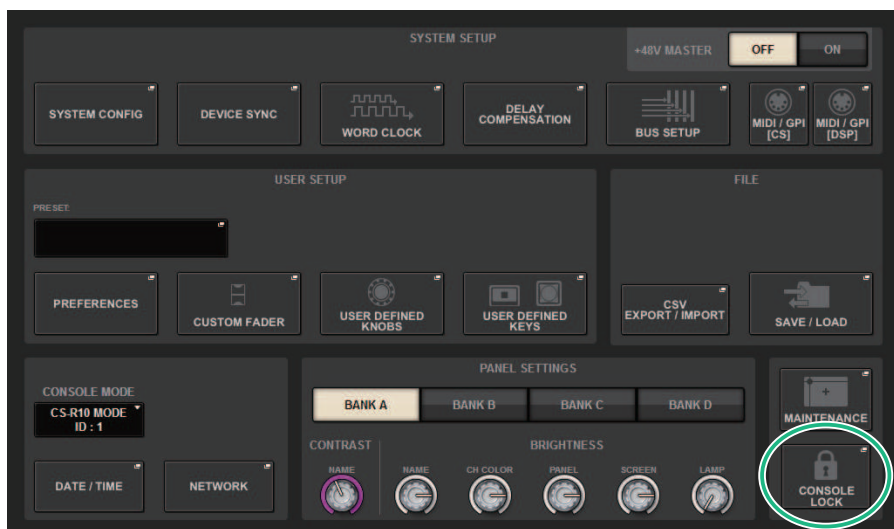 SYSTEM SETUP
+48V MASTER
OFF
ON
SYSTEM CONFIG
DEVICE SYNC
WORD CLOCK
DELAY
COMPENSATION
BUS SETUP
MIDI / GPI
[CS]
MIDI / GPI
[DSP]
USER SETUP
FILE
PRESET
PREFERENCES
CUSTOM FADER
USER DEFINED
KNOBS
USER DEFINED
KEYS
CSV
EXPORT / IMPORT
SAVE / LOAD
CONSOLE MODE
CS-R10 MODE
ID : 1
DATE / TIME
NETWORK
PANEL SETTINGS
BANK A
BANK B
BANK C
BANK D
CONTRAST
BRIGHTNESS
NAME
NAME
CH COLOR
PANEL
SCREEN
LAMP
MAINTENANCE
CONSOLE
LOCK